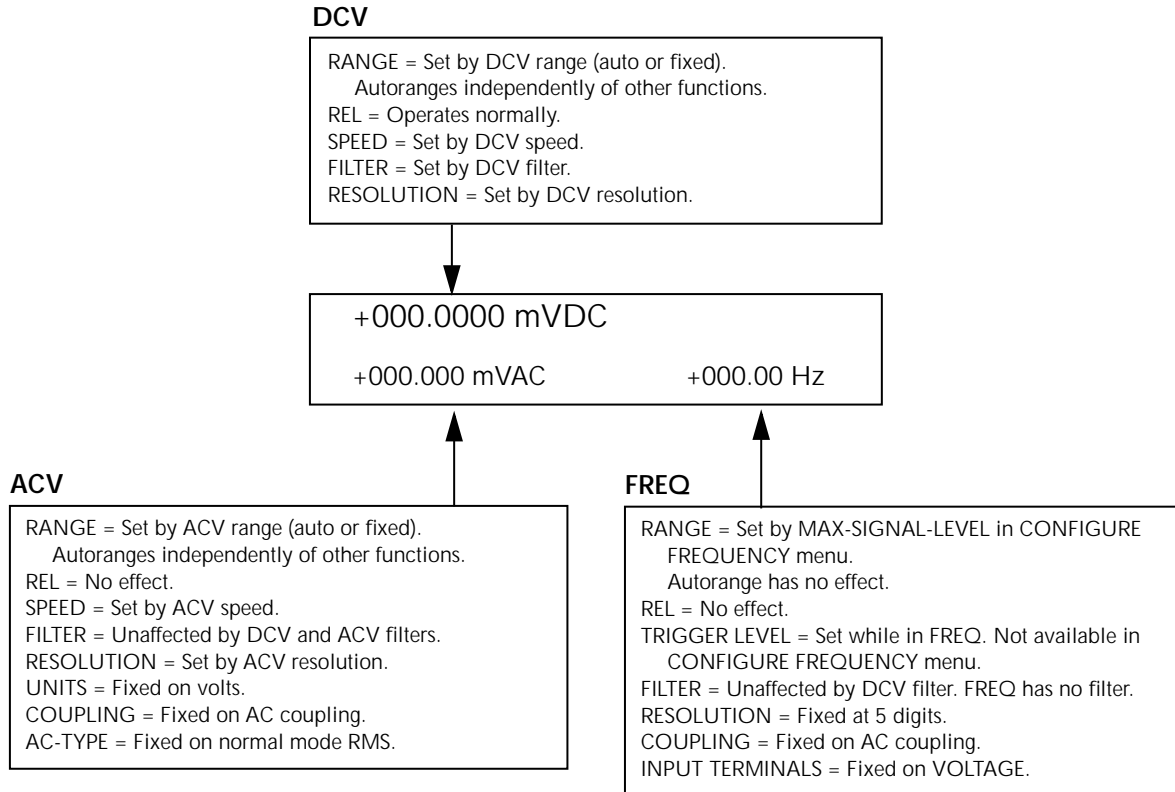 DCV
RANGE = Set by DCV range (auto or fixed).
Autoranges independently of other functions.
REL = Operates normally.
SPEED = Set by DCV speed.
FILTER = Set by DCV filter.
RESOLUTION = Set by DCV resolution.
+000.0000 mVDC
+000.000 mVAC +000.00 Hz
ACV
RANGE = Set by ACV range (auto or fixed).
Autoranges independently of other functions.
REL = No effect.
SPEED = Set by ACV speed.
FILTER = Unaffected by DCV and ACV filters.
RESOLUTION = Set by ACV resolution.
UNITS = Fixed on volts.
COUPLING = Fixed on AC coupling.
AC-TYPE = Fixed on normal mode RMS.
FREQ
RANGE = Set by MAX-SIGNAL-LEVEL in CONFIGURE
FREQUENCY menu.
Autorange has no effect.
REL = No effect.
TRIGGER LEVEL = Set while in FREQ. Not available in
CONFIGURE FREQUENCY menu.
FILTER = Unaffected by DCV filter. FREQ has no filter.
RESOLUTION = Fixed at 5 digits.
COUPLING = Fixed on AC coupling.
INPUT TERMINALS = Fixed on VOLTAGE.